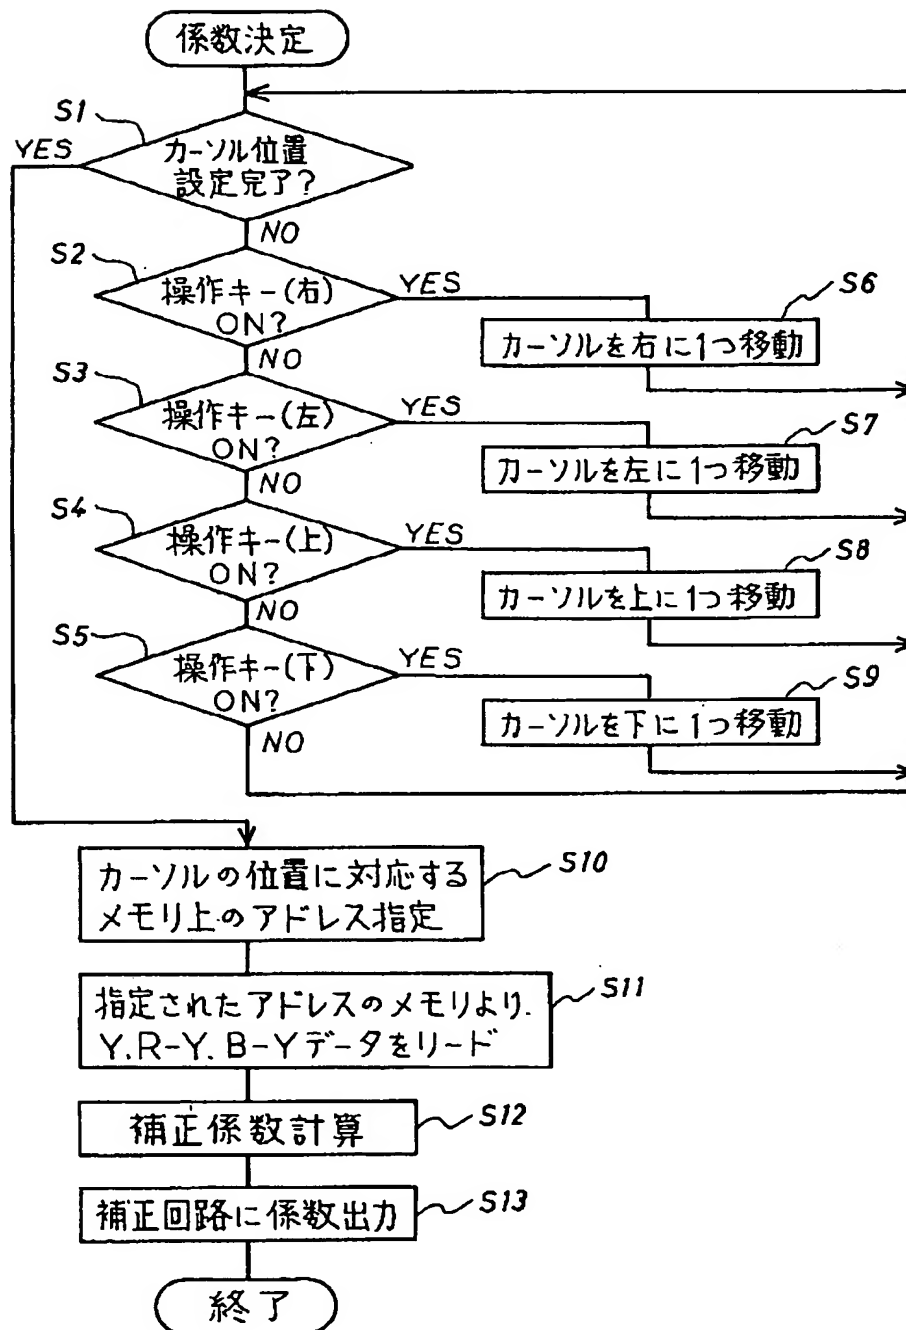 係数決定
S1
YES
カーソル位置
設定完了?
NO
S2
操作キー(右)
ON?
YES
S6
カーソルを右に1つ移動
NO
S3
操作キー(左)
ON?
YES
S7
カーソルを左に1つ移動
NO
S4
操作キー(上)
ON?
YES
S8
カーソルを上に1つ移動
NO
S5
操作キー(下)
ON?
YES
S9
カーソルを下に1つ移動
NO
カーソルの位置に対応する
メモリ上のアドレス指定
S10
指定されたアドレスのメモリより.
Y.R-Y.B-Yデータをリード
S11
補正係数計算
S12
補正回路に係数出力
S13
終了